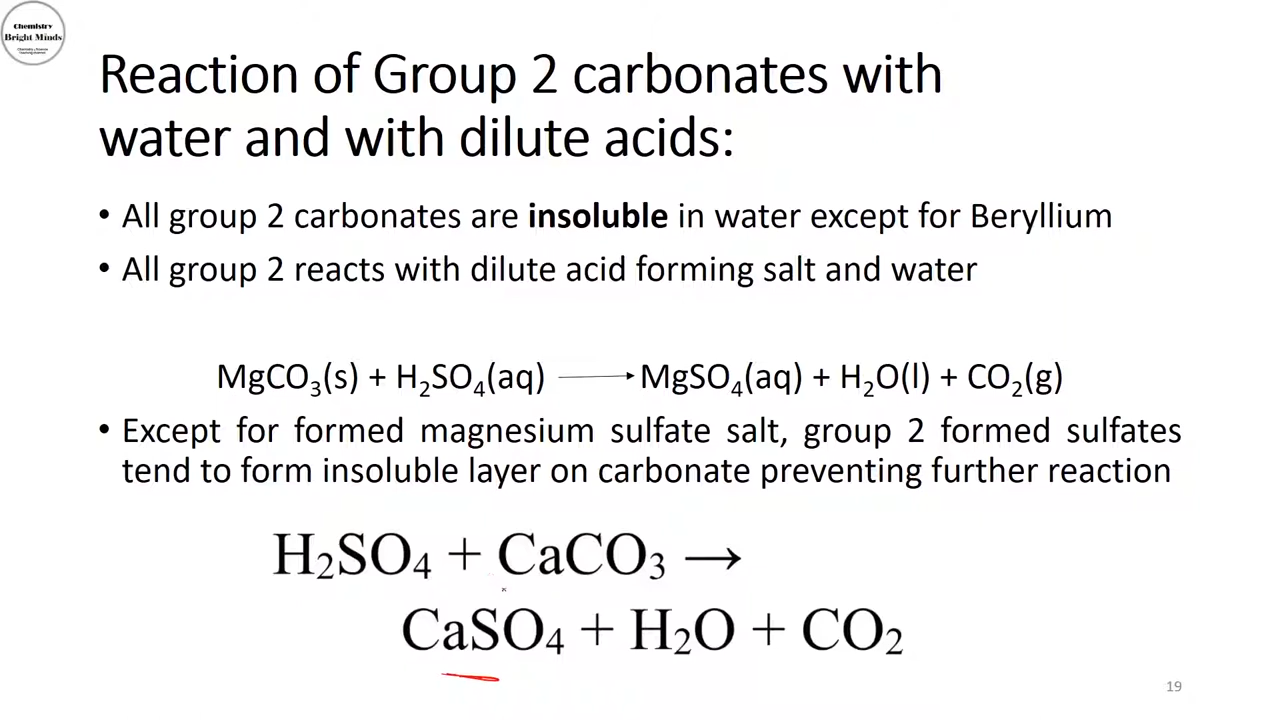 Chemistry
Bright Minds
Reaction of Group 2 carbonates with
water and with dilute acids:
• All group 2 carbonates are insoluble in water except for Beryllium
• All group 2 reacts with dilute acid forming salt and water
MgCO₃(s) + H₂SO₄(aq) ⟶ MgSO₄(aq) + H₂O(l) + CO₂(g)
• Except for formed magnesium sulfate salt, group 2 formed sulfates
tend to form insoluble layer on carbonate preventing further reaction
H₂SO₄ + CaCO₃ →
CaSO₄ + H₂O + CO₂
19